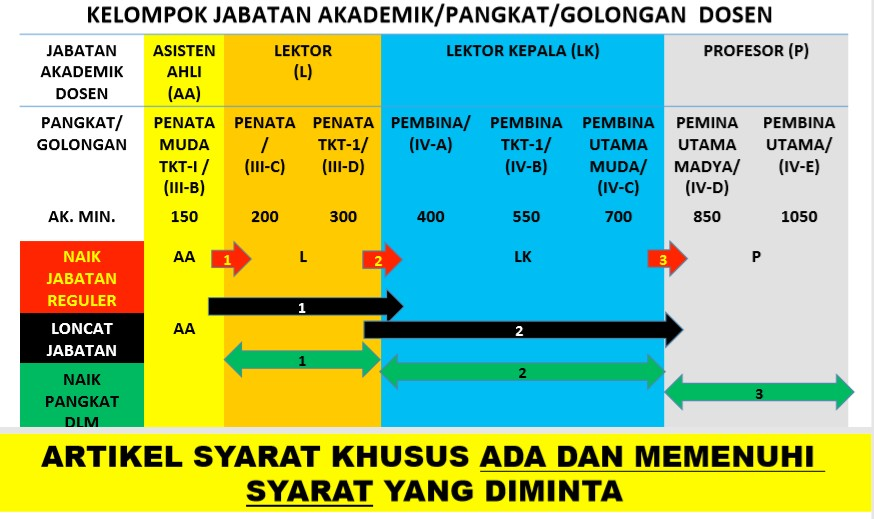 KELOMPOK JABATAN AKADEMIK/PANGKAT/GOLONGAN DOSEN
JABATAN AKADEMIK DOSEN
ASISTEN AHLI (AA)
LEKTOR (L)
LEKTOR KEPALA (LK)
PROFESOR (P)
PANGKAT/ GOLONGAN
PENATA MUDA TKT-I / (III-B)
PENATA / (III-C)
PENATA TKT-1/ (III-D)
PEMBINA/ (IV-A)
PEMBINA TKT-1/ (IV-B)
PEMBINA UTAMA MUDA/ (IV-C)
PEMINA UTAMA MADYA/ (IV-D)
PEMBINA UTAMA/ (IV-E)
AK. MIN. 150 200 300 400 550 700 850 1050
NAIK JABATAN REGULER
AA 1 L 2 LK 3 P
1
LONCAT JABATAN
AA 2
1
2
NAIK PANGKAT DLM
3
ARTIKEL SYARAT KHUSUS ADA DAN MEMENUHI
SYARAT YANG DIMINTA